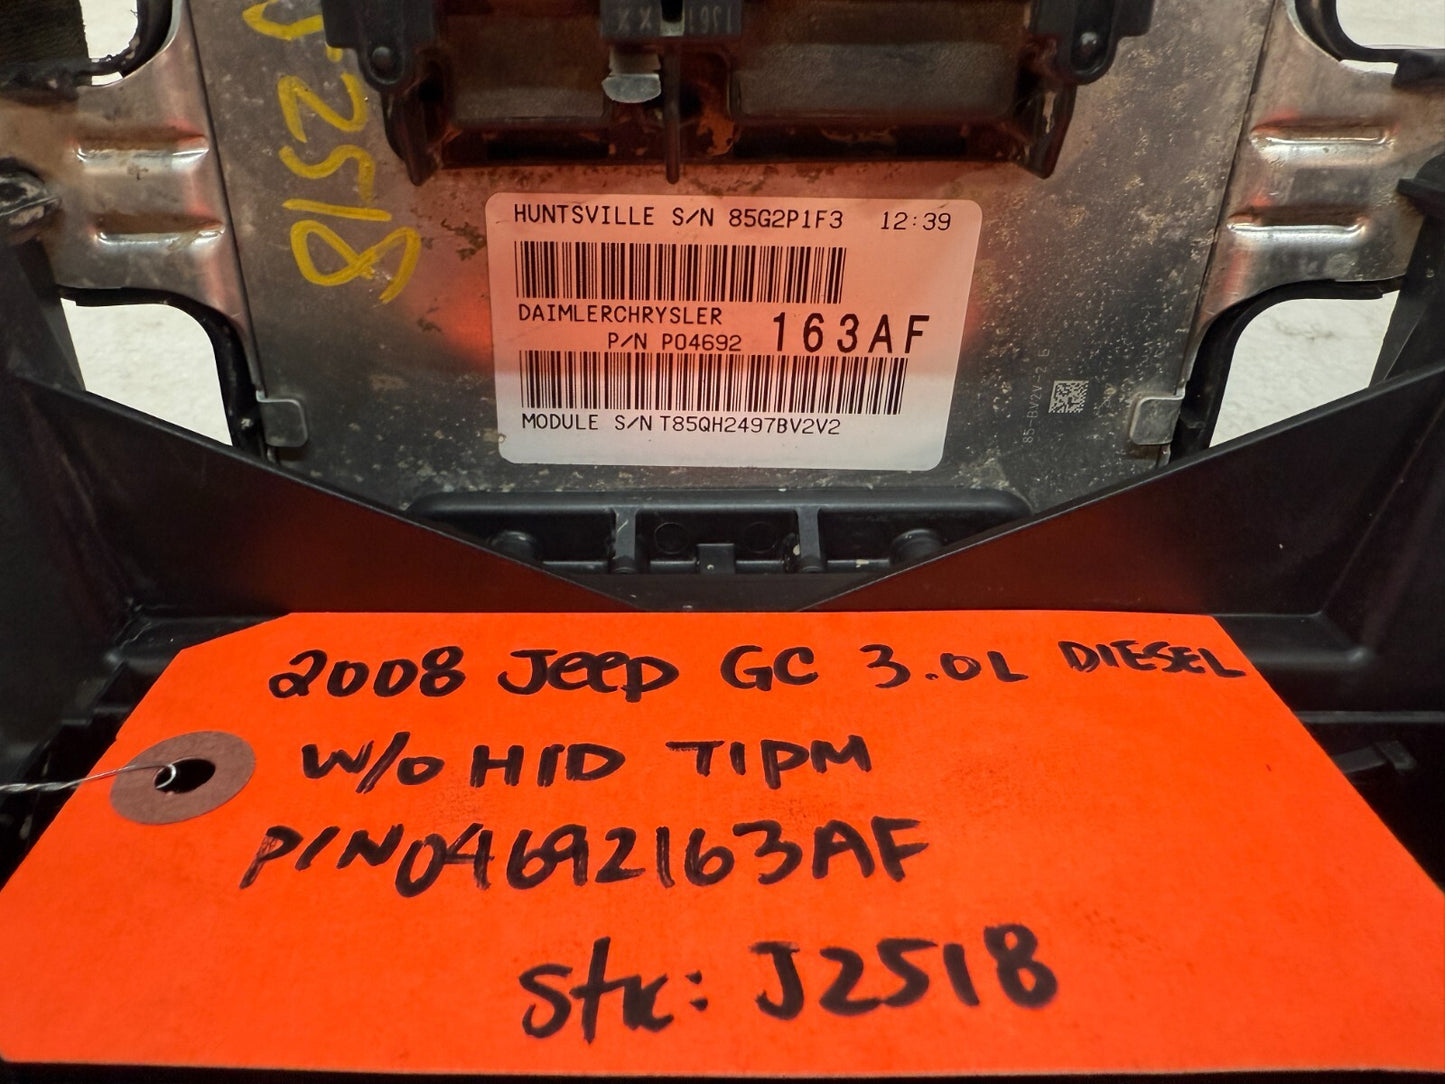 J2518
HUNTSVILLE S/N 85G2P1F3 12:39
DAIMLERCHRYSLER
P/N P04692 163AF
MODULE S/N T85QH2497BV2V2
2008 Jeep GC 3.0L DIESEL
W/O HID TIPM
P/N 04692163AF
Stk: J2518